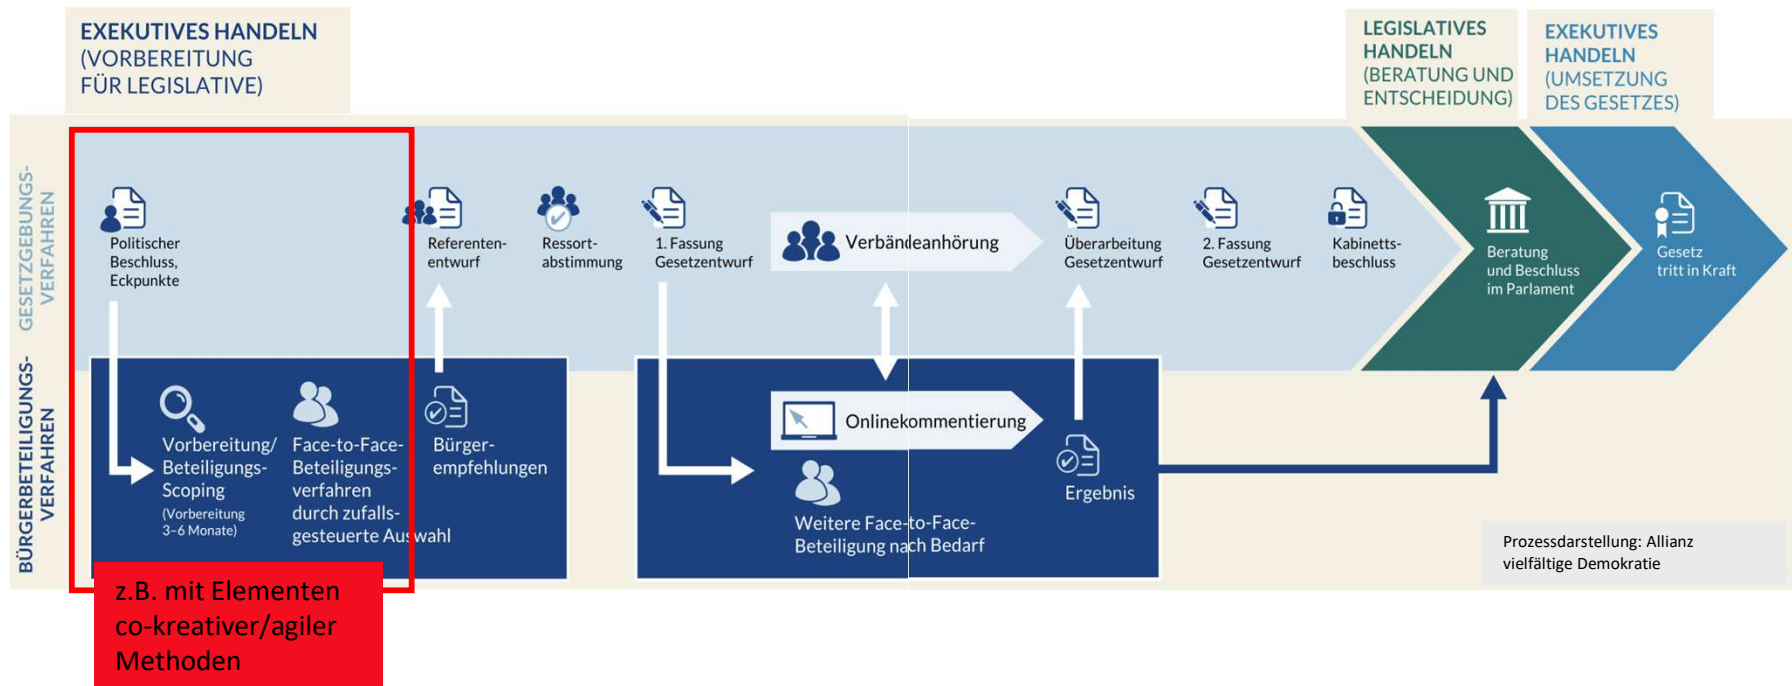 EXEKUTIVES HANDELN
(VORBEREITUNG
FÜR LEGISLATIVE)
LEGISLATIVES
HANDELN
(BERATUNG UND
ENTSCHEIDUNG)
EXEKUTIVES
HANDELN
(UMSETZUNG
DES GESETZES)
GESETZGEBUNGS-
VERFAHREN
Politischer
Beschluss,
Eckpunkte
Referenten-
entwurf
Ressort-
abstimmung
1. Fassung
Gesetzentwurf
Verbändeanhörung
Überarbeitung
Gesetzentwurf
2. Fassung
Gesetzentwurf
Kabinetts-
beschluss
Beratung
und Beschluss
im Parlament
Gesetz
tritt in Kraft
BÜRGERBETEILIGUNGS-
VERFAHREN
Vorbereitung/
Beteiligungs-
Scoping
(Vorbereitung
3–6 Monate)
Face-to-Face-
Beteiligungs-
verfahren
durch zufalls-
gesteuerte Auswahl
Bürger-
empfehlungen
Onlinekommentierung
Weitere Face-to-Face-
Beteiligung nach Bedarf
Ergebnis
Prozessdarstellung: Allianz
vielfältige Demokratie
z.B. mit Elementen
co-kreativer/agiler
Methoden